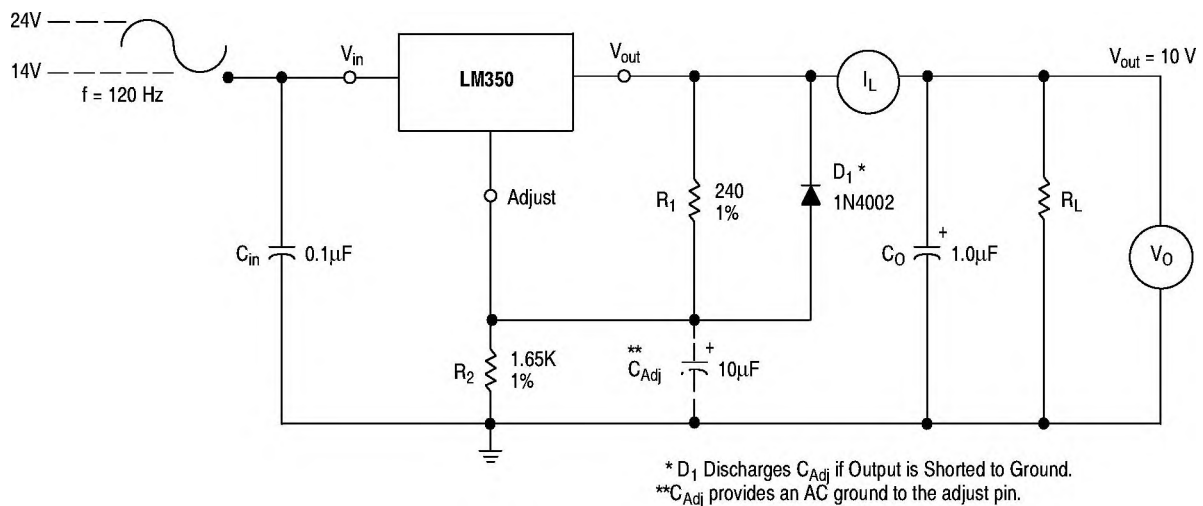 24V
14V
f = 120 Hz
Vin
LM350
Vout
IL
Vout = 10 V
Adjust
R1
240
1%
D1 *
1N4002
Cin
0.1μF
CO
+
1.0μF
RL
VO
R2
1.65K
1%
**
CAdj
+
10μF
* D1 Discharges CAdj if Output is Shorted to Ground.
**CAdj provides an AC ground to the adjust pin.